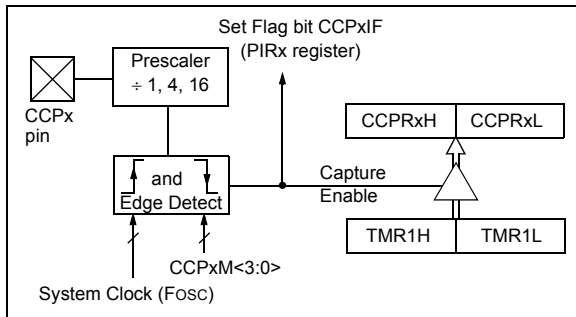 Set Flag bit CCPxIF
(PIRx register)
Prescaler
÷ 1, 4, 16
CCPx
pin
CCPRxH
CCPRxL
and
Edge Detect
Capture
Enable
TMR1H
TMR1L
CCPxM<3:0>
System Clock (FOSC)